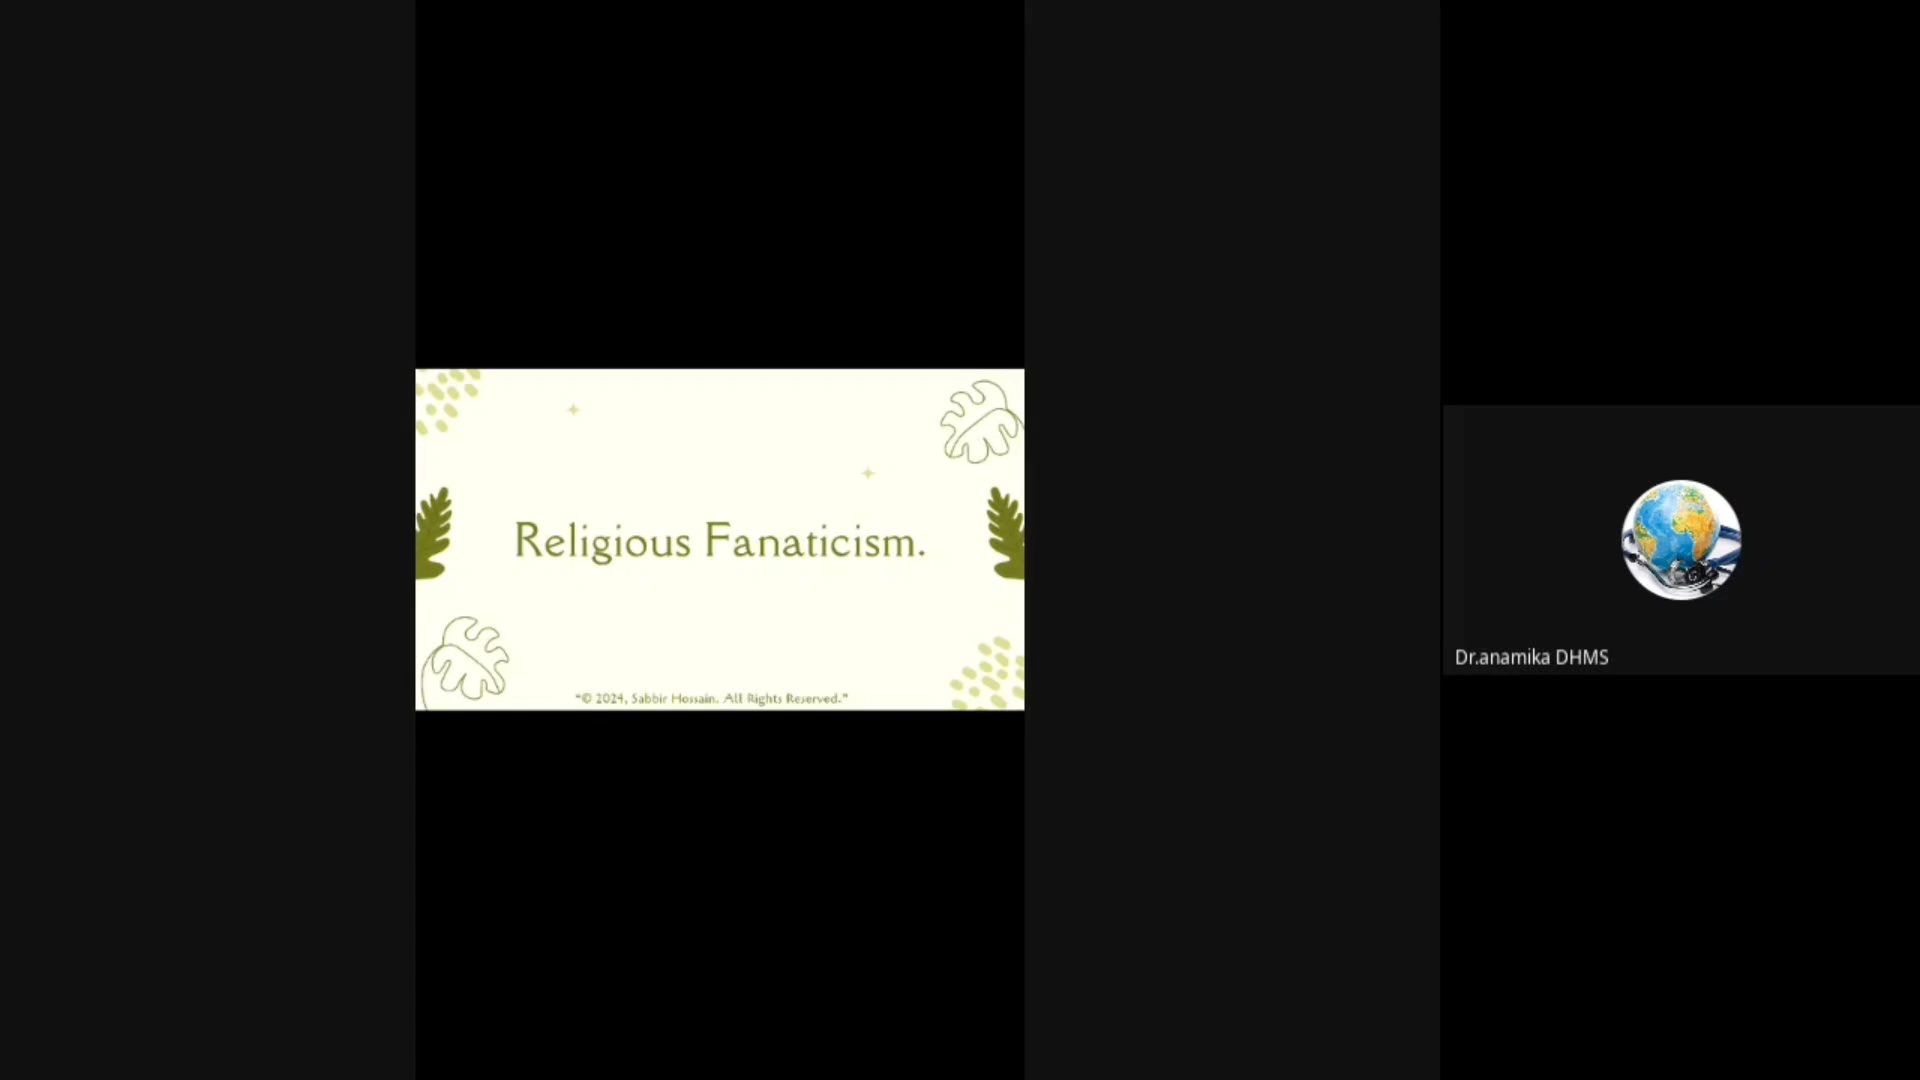 Religious Fanaticism.
"© 2024, Sabbir Hossain. All Rights Reserved."
Dr.anamika DHMS